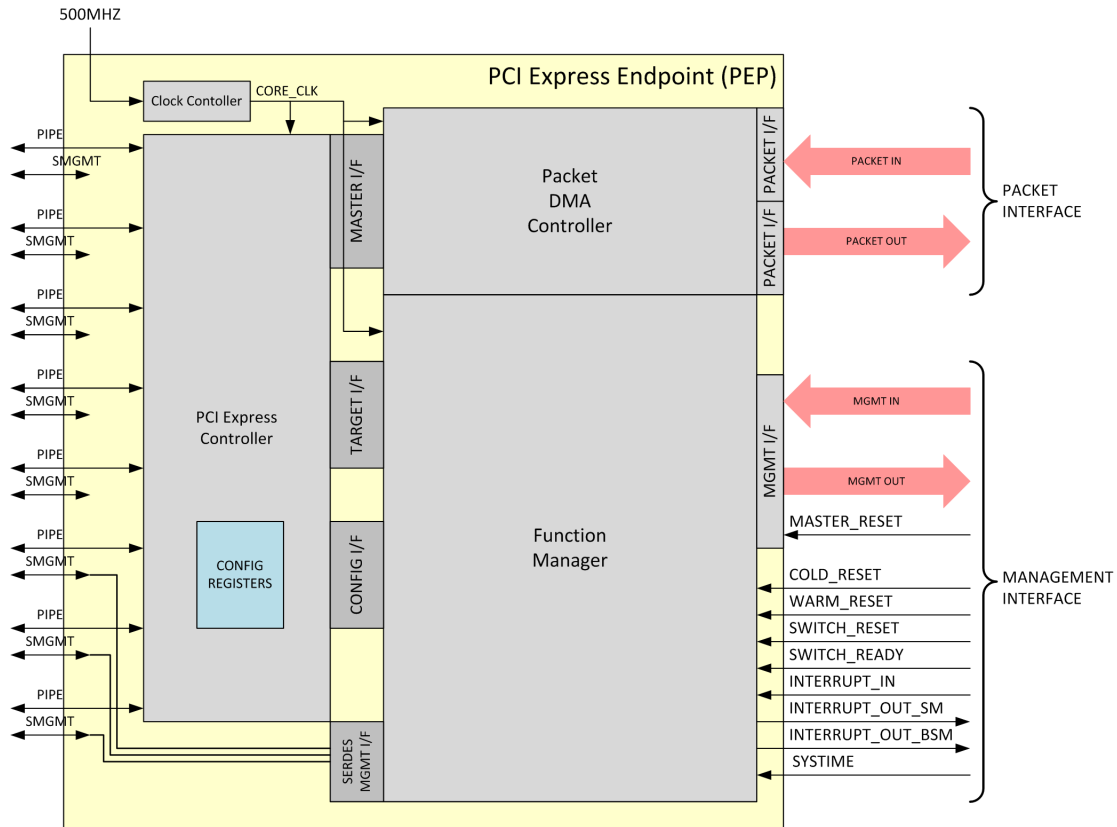 500MHZ
PCI Express Endpoint (PEP)
Clock Contoller
CORE_CLK
PIPE
SMGMT
PIPE
SMGMT
PIPE
SMGMT
PIPE
SMGMT
PIPE
SMGMT
PIPE
SMGMT
PIPE
SMGMT
PIPE
SMGMT
PCI Express
Controller
CONFIG
REGISTERS
MASTER I/F
TARGET I/F
CONFIG I/F
SERDES
MGMT I/F
Packet
DMA
Controller
Function
Manager
PACKET I/F
PACKET I/F
MGMT I/F
PACKET IN
PACKET OUT
PACKET
INTERFACE
MGMT IN
MGMT OUT
MASTER_RESET
COLD_RESET
WARM_RESET
SWITCH_RESET
SWITCH_READY
INTERRUPT_IN
INTERRUPT_OUT_SM
INTERRUPT_OUT_BSM
SYSTIME
MANAGEMENT
INTERFACE